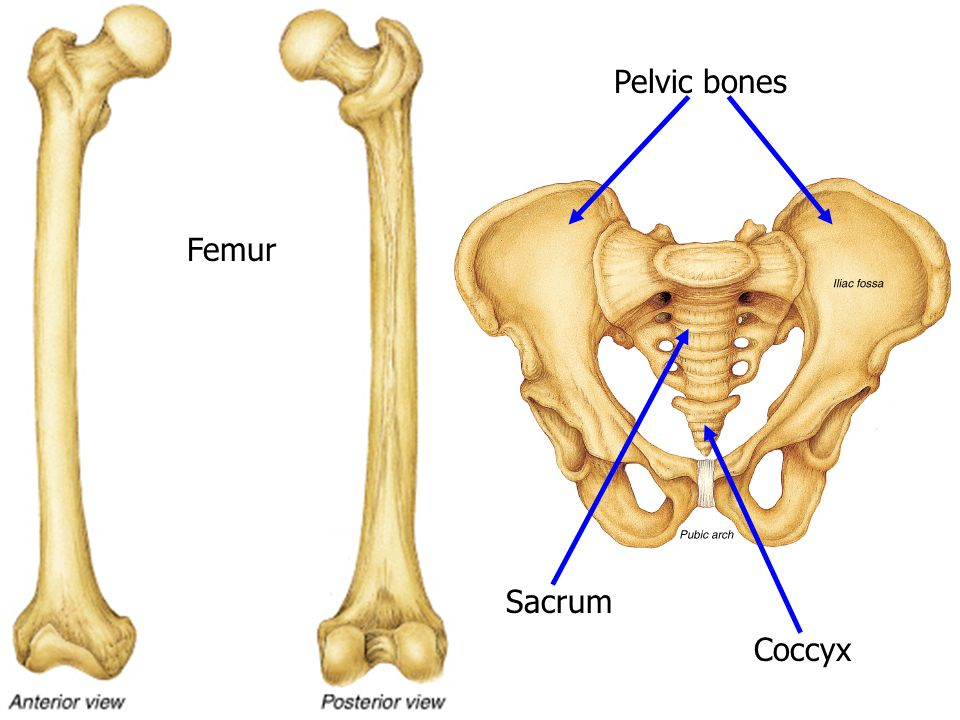 Pelvic bones
Femur
Iliac fossa
Pubic arch
Sacrum
Coccyx
Anterior view
Posterior view